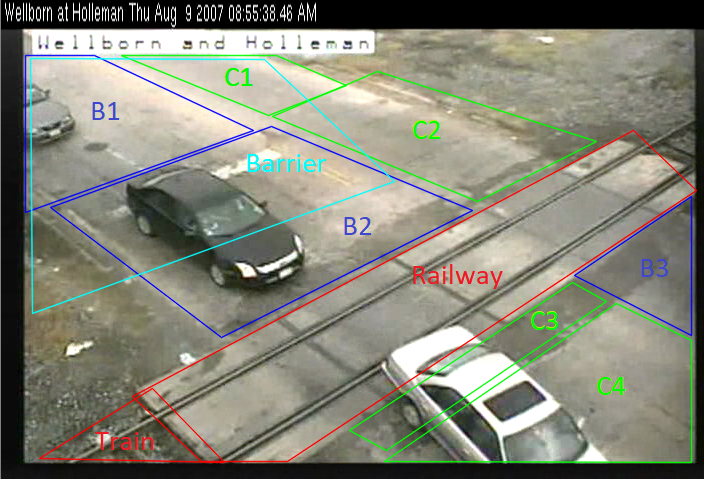 Wellborn at Holleman Thu Aug 9 2007 08:55:38.46 AM
Wellborn and Holleman
C1
B1
C2
Barrier
B2
Railway
B3
C3
C4
Train